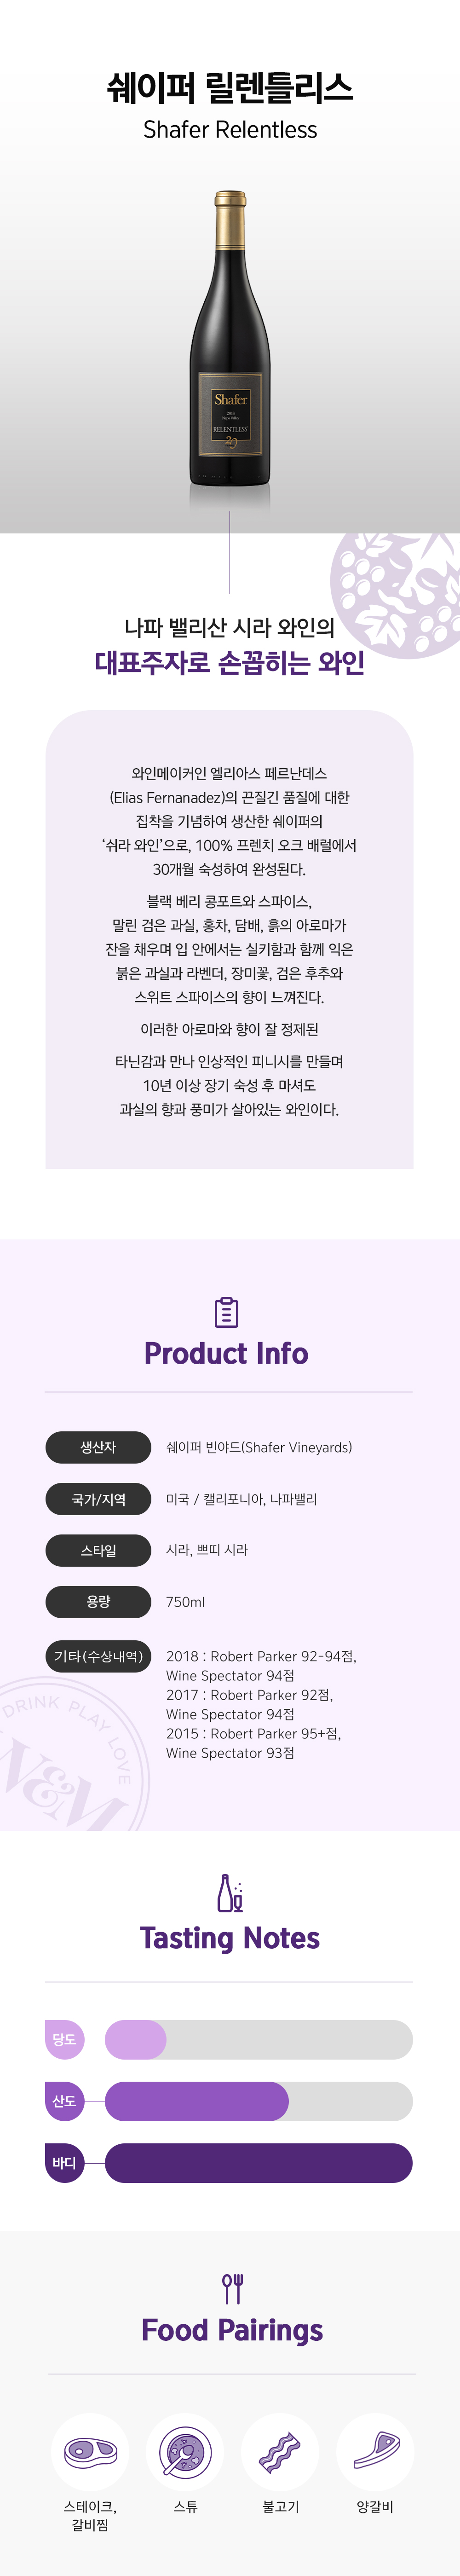 쉐이퍼 릴렌틀리스
Shafer Relentless
Shafer
2018
Napa Valley
RELENTLESS
20
나파 밸리산 시라 와인의
대표주자로 손꼽히는 와인
와인메이커인 엘리아스 페르난데스
(Elias Fernanadez)의 끈질긴 품질에 대한
집착을 기념하여 생산한 쉐이퍼의
‘쉬라 와인’으로, 100% 프렌치 오크 배럴에서
30개월 숙성하여 완성된다.
블랙 베리 콩포트와 스파이스,
말린 검은 과실, 홍차, 담배, 흙의 아로마가
잔을 채우며 입 안에서는 실키함과 함께 익은
붉은 과실과 라벤더, 장미꽃, 검은 후추와
스위트 스파이스의 향이 느껴진다.
이러한 아로마와 향이 잘 정제된
타닌감과 만나 인상적인 피니시를 만들며
10년 이상 장기 숙성 후 마셔도
과실의 향과 풍미가 살아있는 와인이다.
Product Info
생산자 쉐이퍼 빈야드(Shafer Vineyards)
국가/지역 미국 / 캘리포니아, 나파밸리
스타일 시라, 쁘띠 시라
용량 750ml
기타(수상내역) 2018 : Robert Parker 92-94점,
Wine Spectator 94점
2017 : Robert Parker 92점,
Wine Spectator 94점
2015 : Robert Parker 95+점,
Wine Spectator 93점
DRINK PLAY LOVE
W&M
Tasting Notes
당도
산도
바디
Food Pairings
스테이크, 스튜 불고기 양갈비
갈비찜